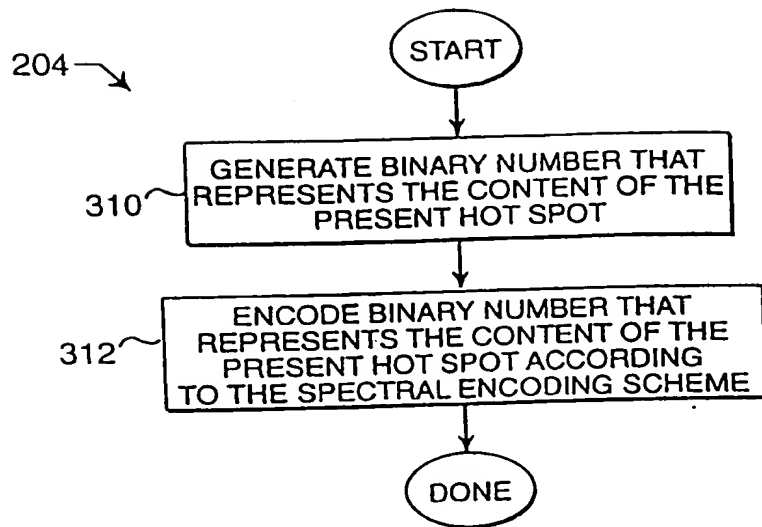 START
204
GENERATE BINARY NUMBER THAT
REPRESENTS THE CONTENT OF THE
PRESENT HOT SPOT
310
ENCODE BINARY NUMBER THAT
REPRESENTS THE CONTENT OF THE
PRESENT HOT SPOT ACCORDING
TO THE SPECTRAL ENCODING SCHEME
312
DONE